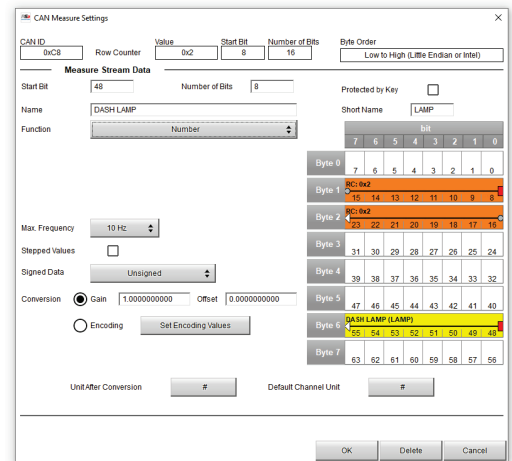 CAN Measure Settings
CAN ID Value Start Bit Number of Bits Byte Order
0xC8 Row Counter 0x2 8 16 Low to High (Little Endian or Intel)
Measure Stream Data
Start Bit 48 Number of Bits 8 Protected by Key
Name DASH LAMP Short Name LAMP
Function Number
bit
7 6 5 4 3 2 1 0
Byte 0 7 6 5 4 3 2 1 0
RC: 0x2
Byte 1 15 14 13 12 11 10 9 8
RC: 0x2
Byte 2 23 22 21 20 19 18 17 16
Max. Frequency 10 Hz
Byte 3 31 30 29 28 27 26 25 24
Stepped Values
Signed Data Unsigned
Byte 4 39 38 37 36 35 34 33 32
Conversion Gain 1.0000000000 Offset 0.0000000000
Byte 5 47 46 45 44 43 42 41 40
Encoding Set Encoding Values
DASH LAMP (LAMP)
Byte 6 55 54 53 52 51 50 49 48
Byte 7 63 62 61 60 59 58 57 56
Unit After Conversion # Default Channel Unit #
OK Delete Cancel